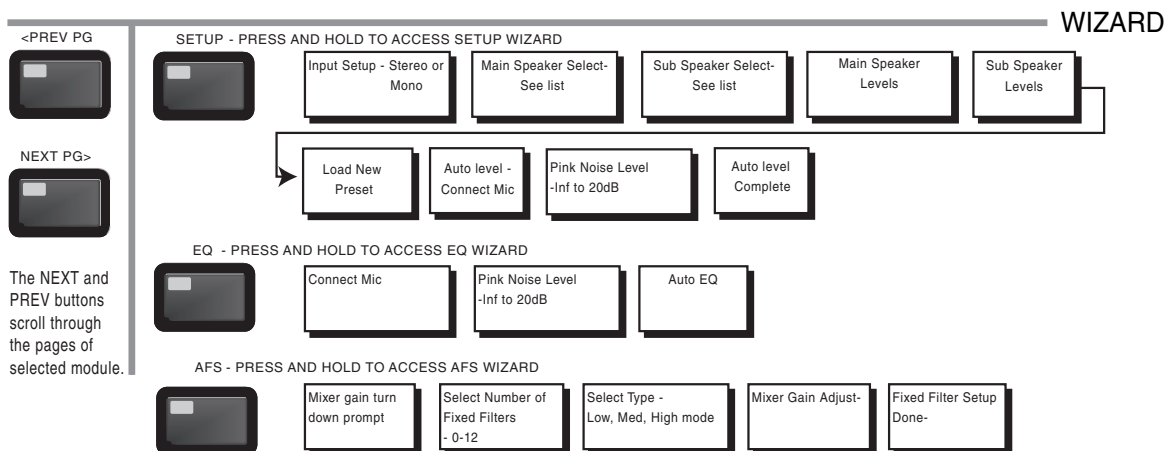 WIZARD
<PREV PG
NEXT PG>
The NEXT and
PREV buttons
scroll through
the pages of
selected module.
SETUP - PRESS AND HOLD TO ACCESS SETUP WIZARD
Input Setup - Stereo or
Mono
Main Speaker Select-
See list
Sub Speaker Select-
See list
Main Speaker
Levels
Sub Speaker
Levels
Load New
Preset
Auto level -
Connect Mic
Pink Noise Level
-Inf to 20dB
Auto level
Complete
EQ - PRESS AND HOLD TO ACCESS EQ WIZARD
Connect Mic
Pink Noise Level
-Inf to 20dB
Auto EQ
AFS - PRESS AND HOLD TO ACCESS AFS WIZARD
Mixer gain turn
down prompt
Select Number of
Fixed Filters
- 0-12
Select Type -
Low, Med, High mode
Mixer Gain Adjust-
Fixed Filter Setup
Done-